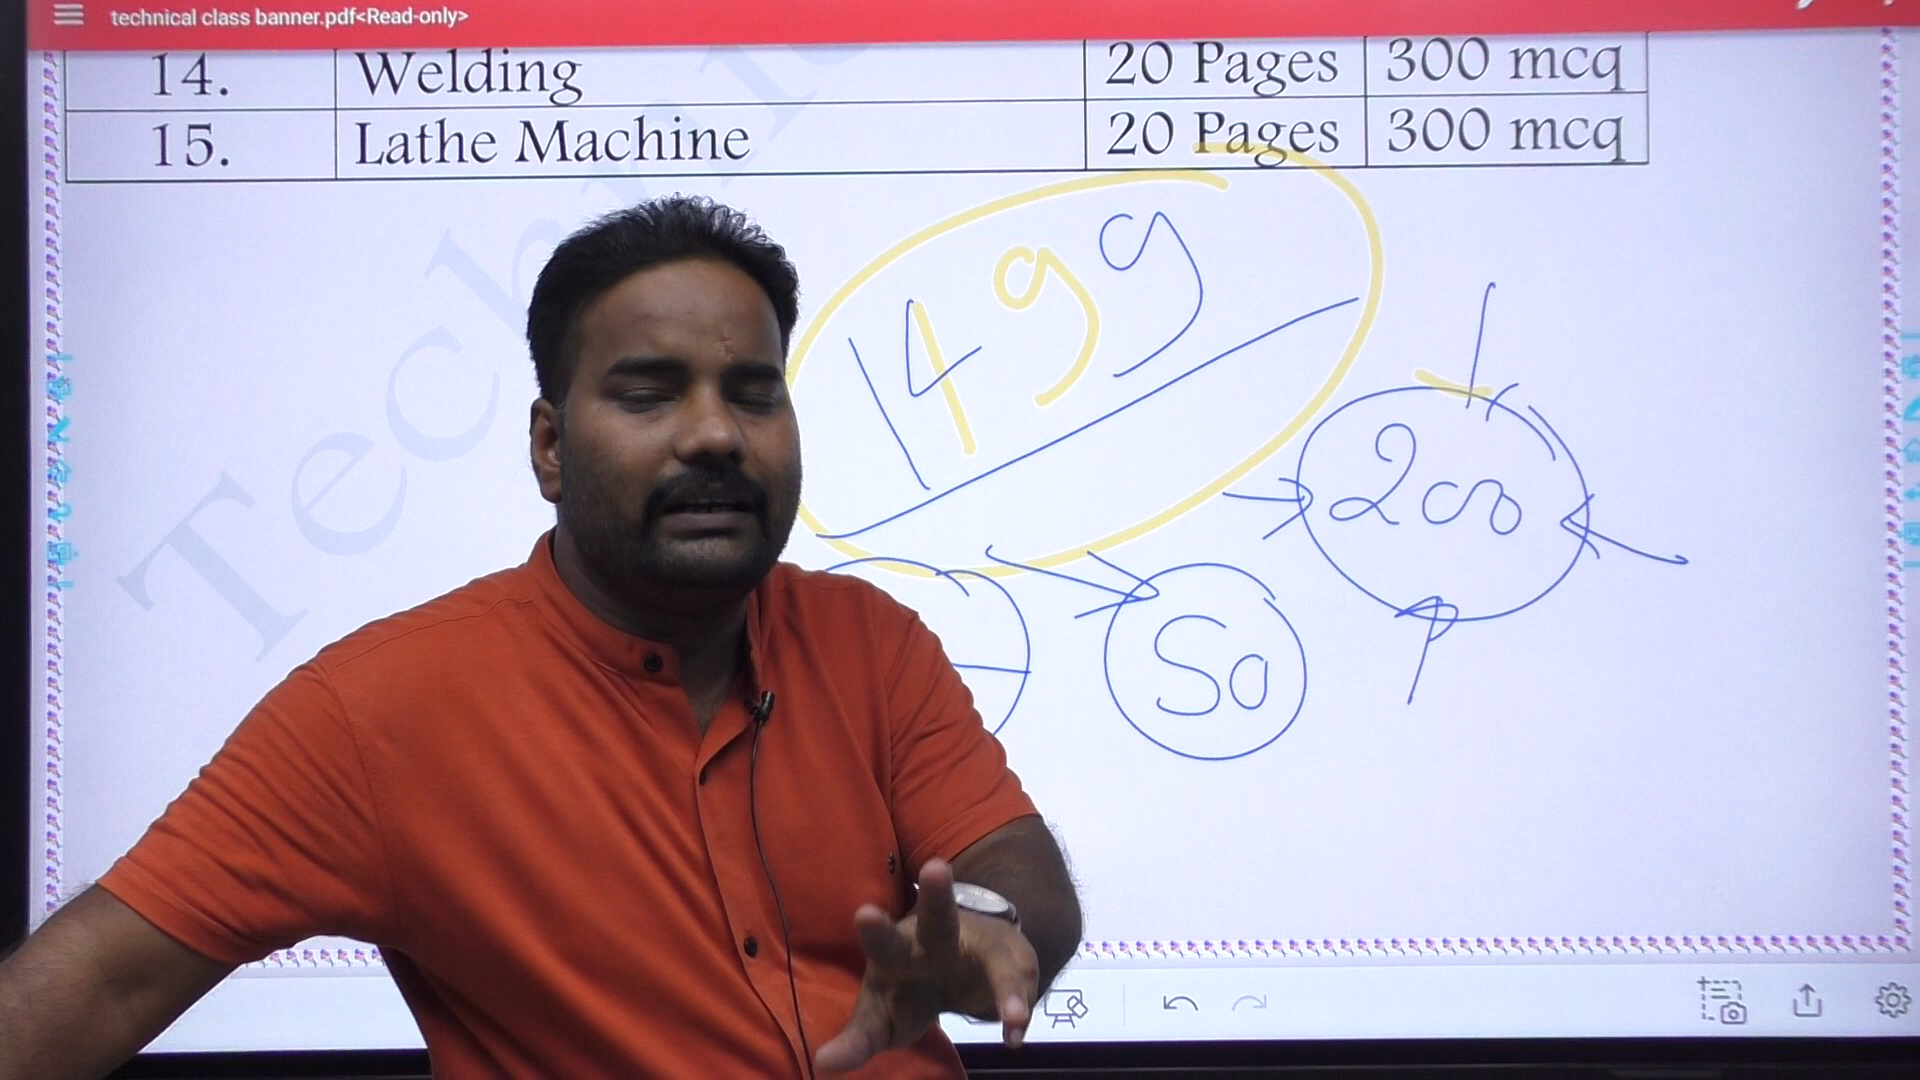 technical class banner.pdf<Read-only>
14. Welding 20 Pages 300 mcq
15. Lathe Machine 20 Pages 300 mcq
1499
200
50